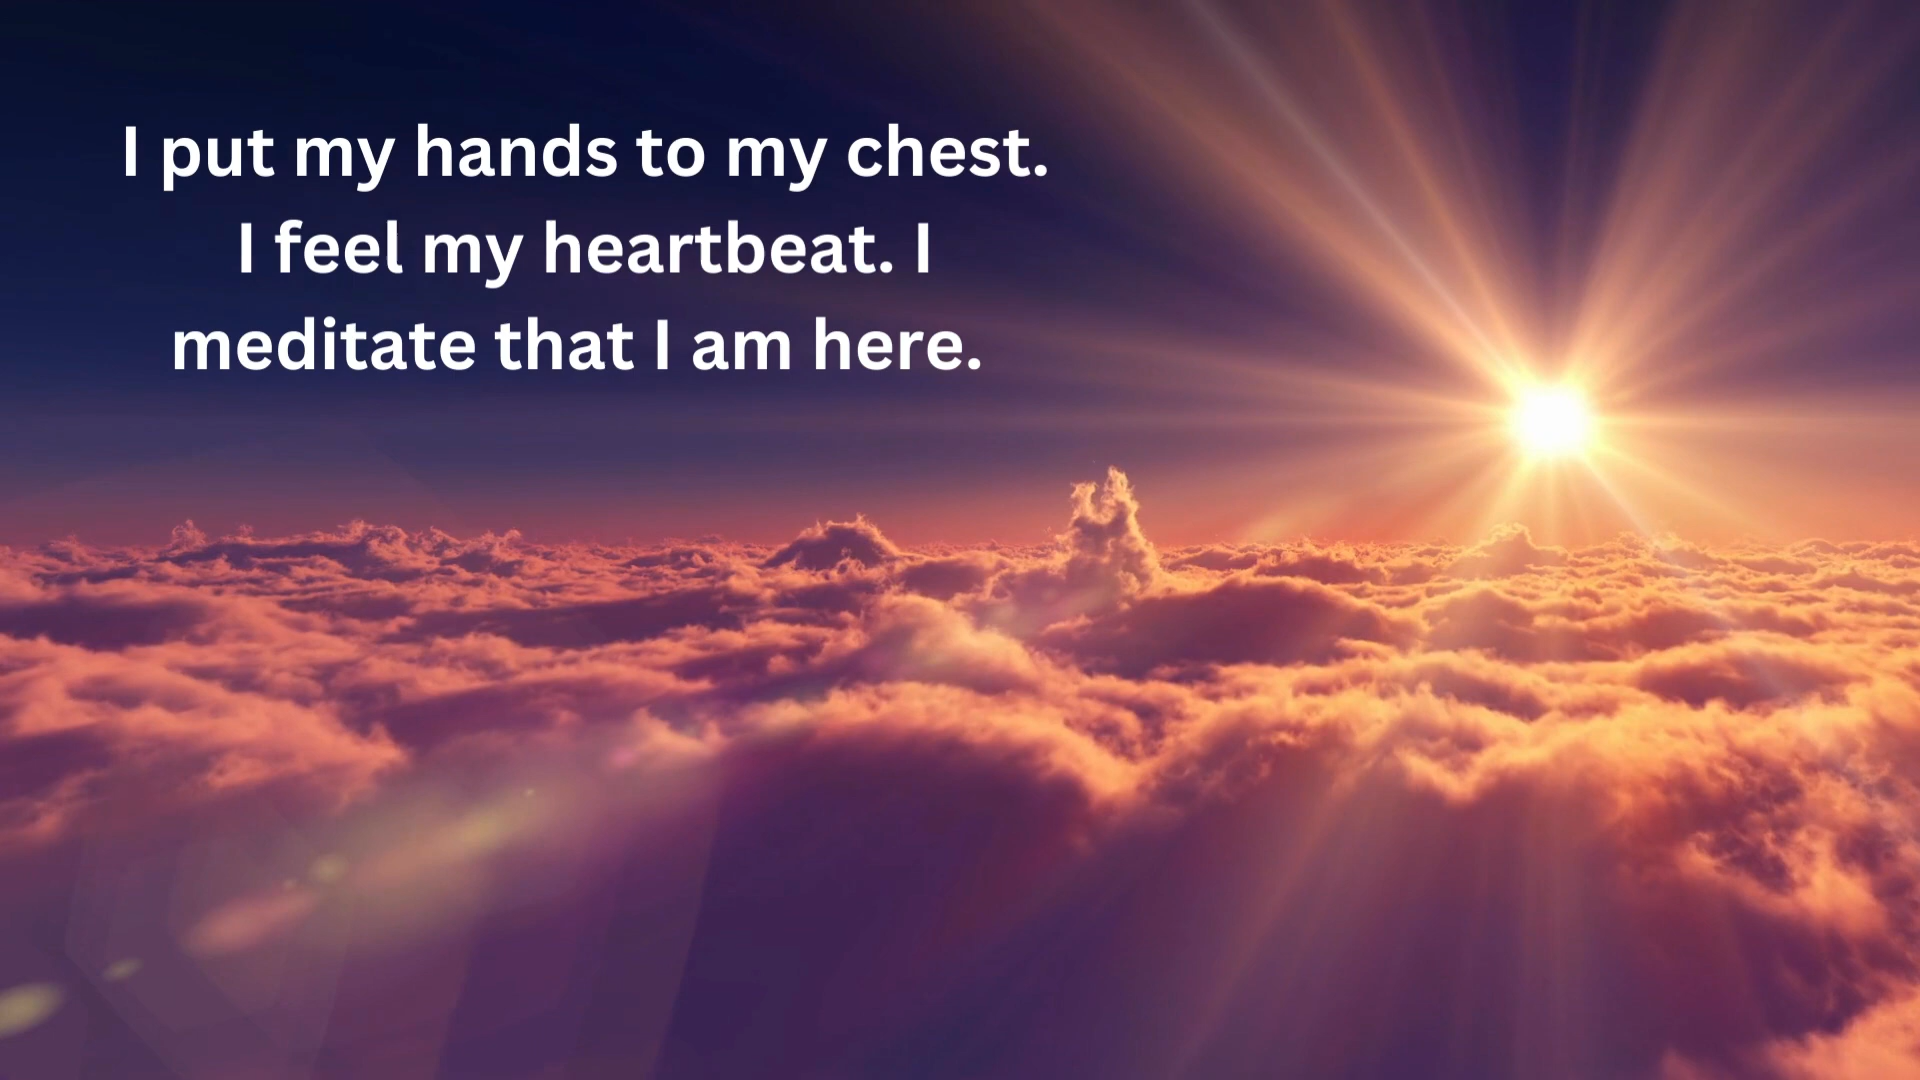 I put my hands to my chest.
I feel my heartbeat. I
meditate that I am here.